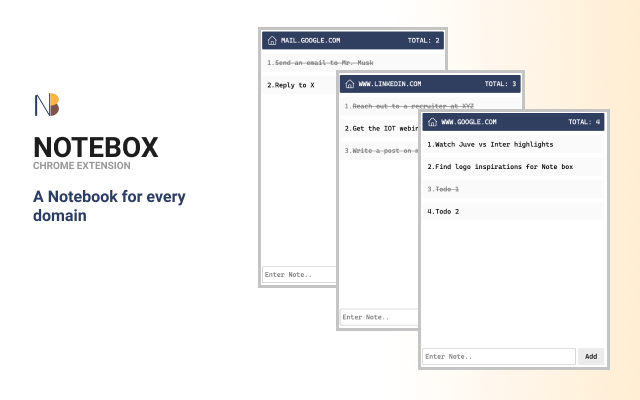 NB
NOTEBOX
CHROME EXTENSION
A Notebook for every
domain
MAIL.GOOGLE.COM TOTAL: 2
1.Send an email to Mr. Musk
2.Reply to X
Enter Note..
WWW.LINKEDIN.COM TOTAL: 3
1.Reach out to a recruiter at XYZ
2.Get the IOT webin
3.Write a post on m
Enter Note..
WWW.GOOGLE.COM TOTAL: 4
1.Watch Juve vs Inter highlights
2.Find logo inspirations for Note box
3.Todo 1
4.Todo 2
Enter Note.. Add